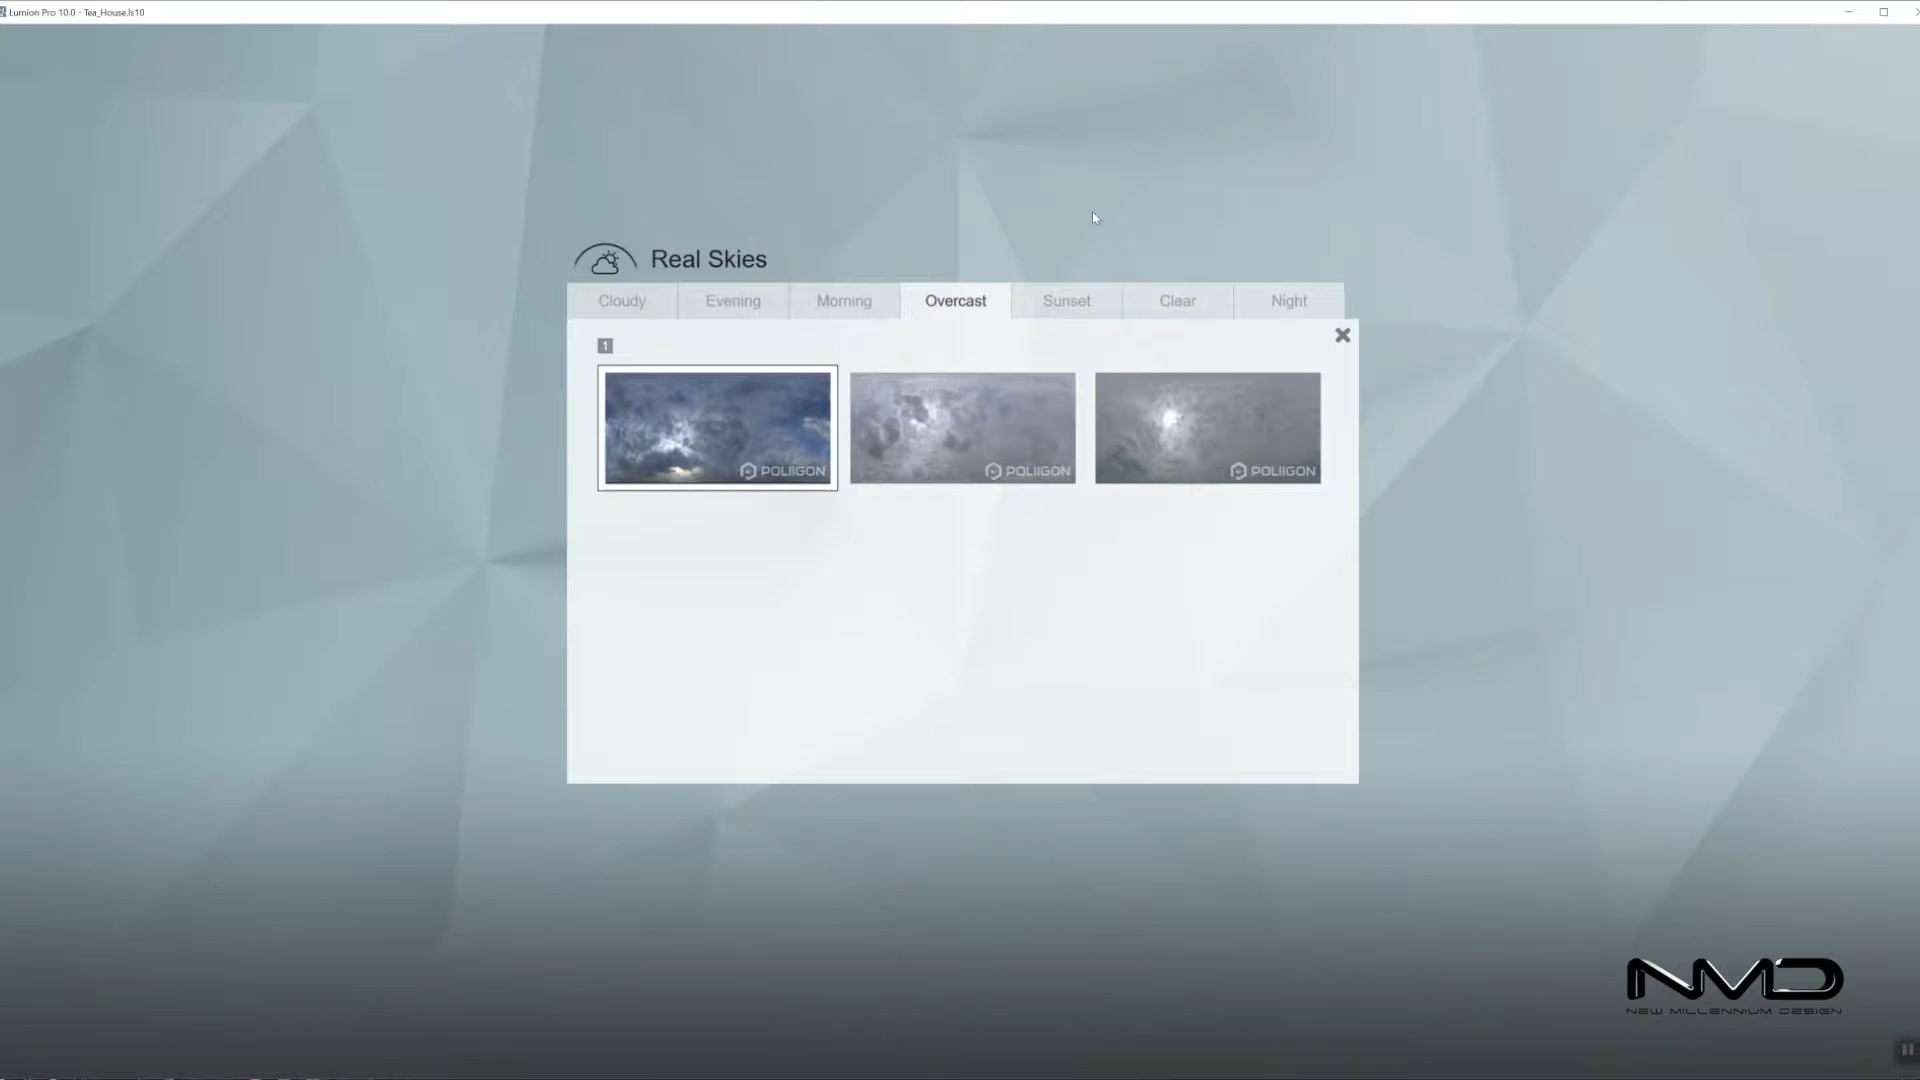 Lumion Pro 10.0 - Tea_House.ls10
Real Skies
Cloudy Evening Morning Overcast Sunset Clear Night
1
POLIIGON POLIIGON POLIIGON
NMD
NEW MILLENNIUM DESIGN